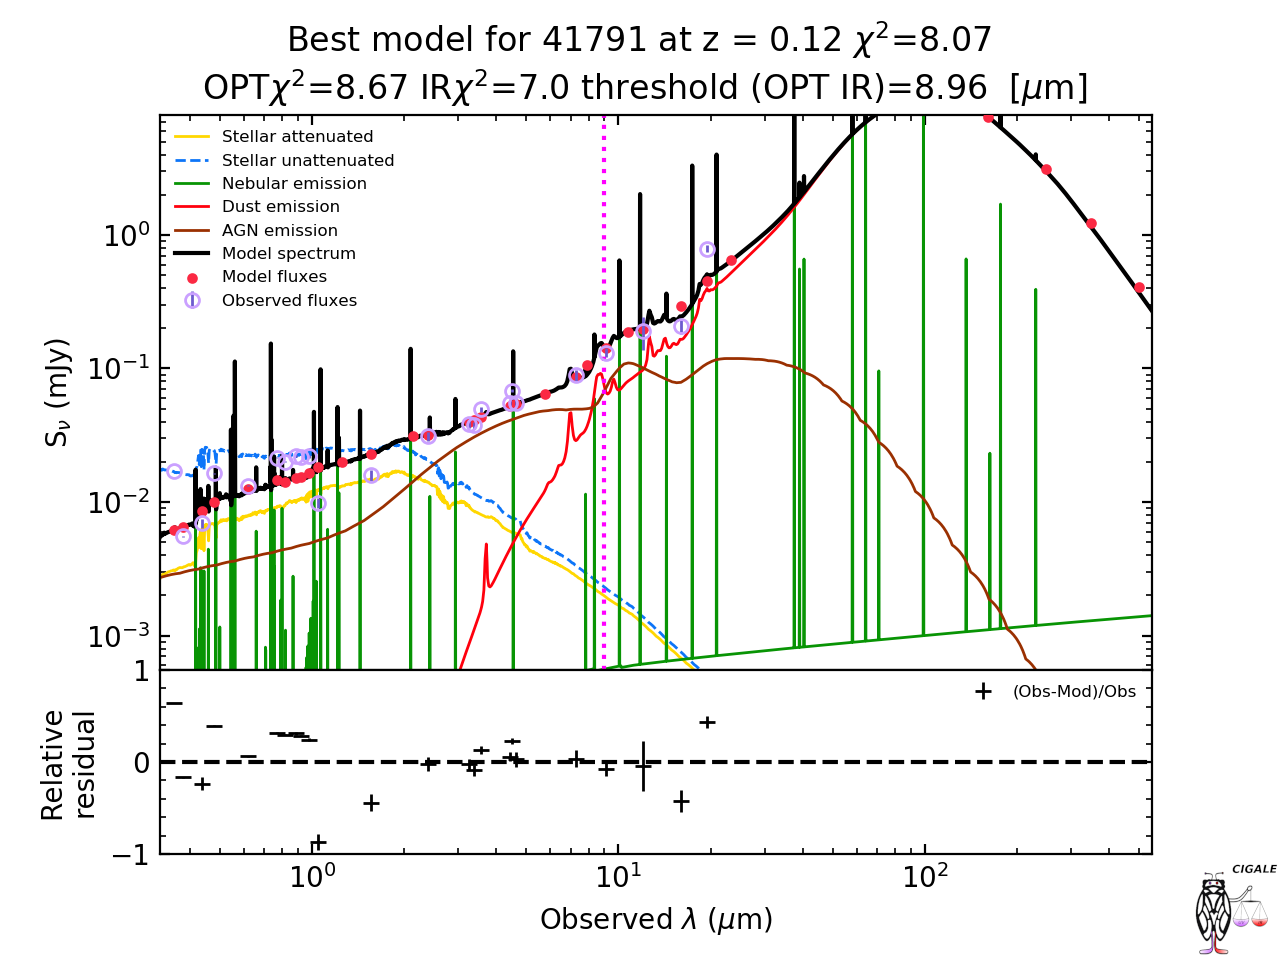 Best model for 41791 at z = 0.12 χ²=8.07
OPTχ²=8.67 IRχ²=7.0 threshold (OPT IR)=8.96 [μm]
Stellar attenuated
Stellar unattenuated
Nebular emission
Dust emission
AGN emission
Model spectrum
Model fluxes
Observed fluxes
10⁰
10⁻¹
10⁻²
10⁻³
S_ν (mJy)
1
0
−1
Relative
residual
(Obs-Mod)/Obs
10⁰ 10¹ 10²
Observed λ (μm)
CIGALE